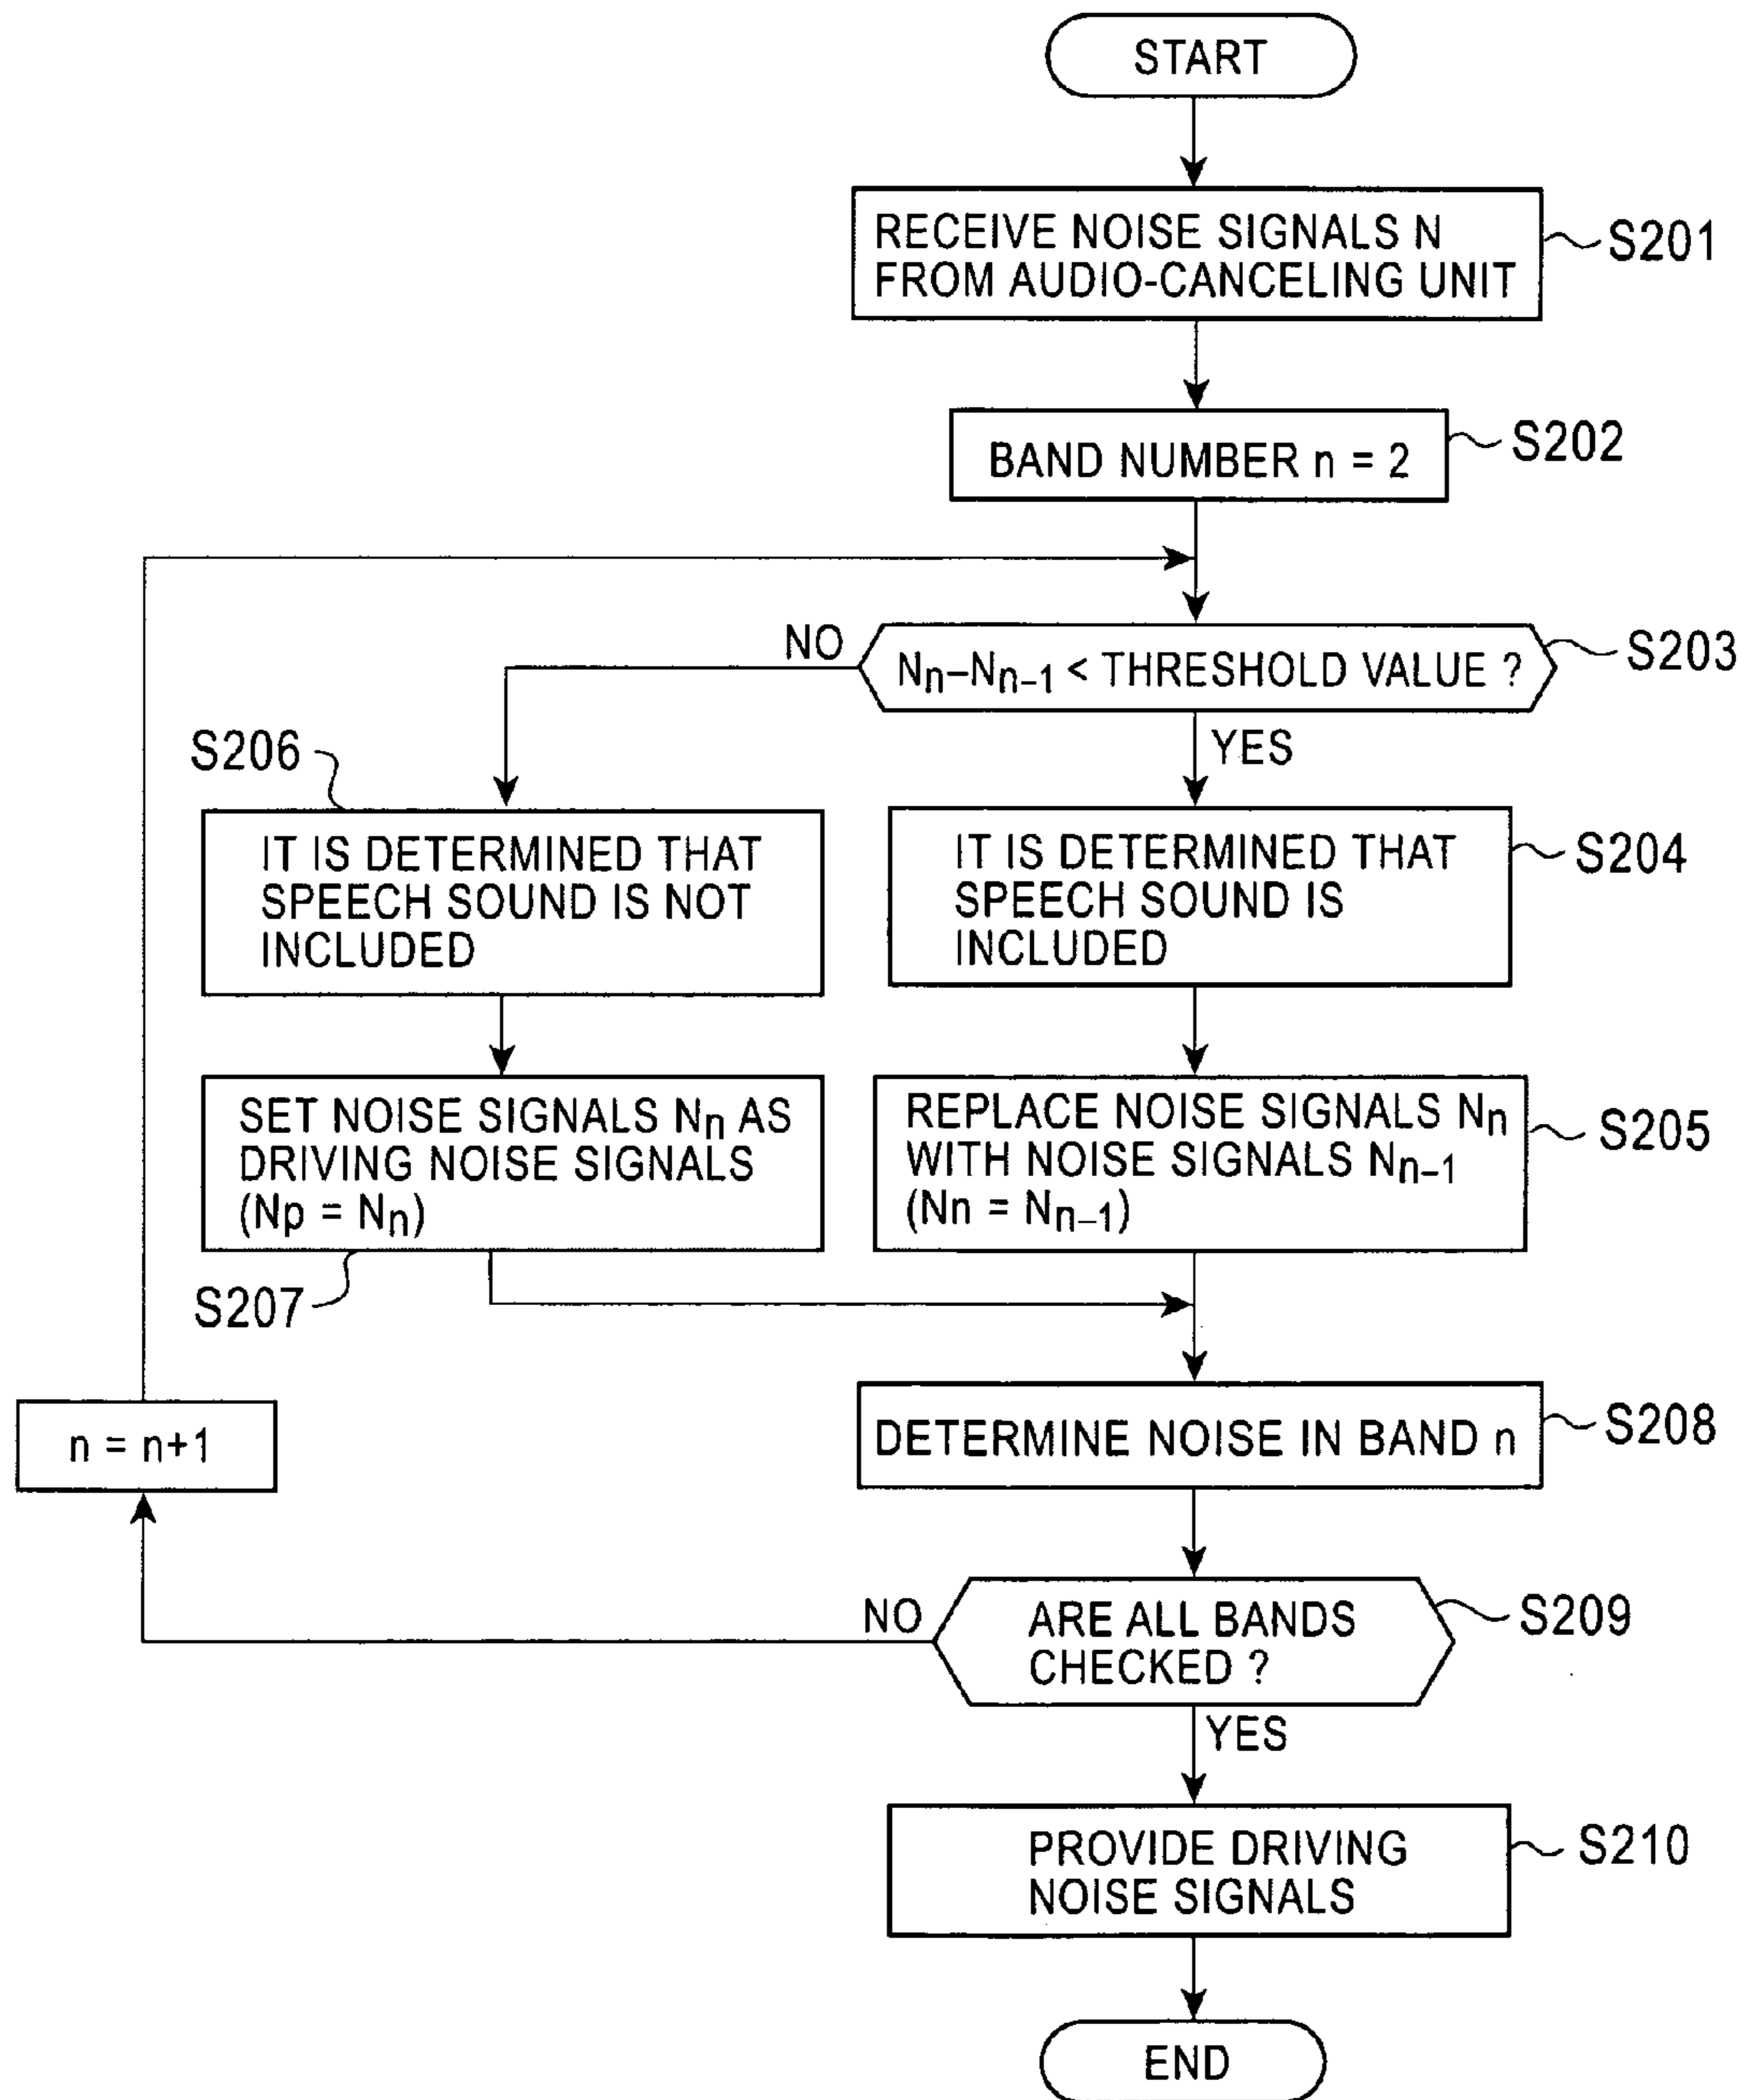 START
RECEIVE NOISE SIGNALS N
FROM AUDIO-CANCELING UNIT
S201
BAND NUMBER n = 2
S202
NO
Nn–Nn–1 < THRESHOLD VALUE ?
S203
YES
S206
IT IS DETERMINED THAT
SPEECH SOUND IS NOT
INCLUDED
IT IS DETERMINED THAT
SPEECH SOUND IS
INCLUDED
S204
SET NOISE SIGNALS Nn AS
DRIVING NOISE SIGNALS
(Np = Nn)
S207
REPLACE NOISE SIGNALS Nn
WITH NOISE SIGNALS Nn–1
(Nn = Nn–1)
S205
n = n+1
DETERMINE NOISE IN BAND n
S208
NO
ARE ALL BANDS
CHECKED ?
S209
YES
PROVIDE DRIVING
NOISE SIGNALS
S210
END